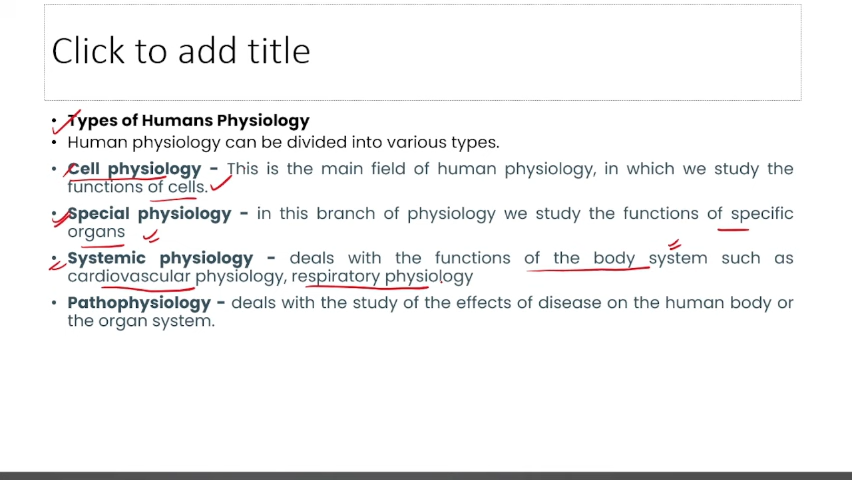 Click to add title
• Types of Humans Physiology
• Human physiology can be divided into various types.
• Cell physiology - This is the main field of human physiology, in which we study the
functions of cells.
• Special physiology - in this branch of physiology we study the functions of specific
organs
• Systemic physiology - deals with the functions of the body system such as
cardiovascular physiology, respiratory physiology
• Pathophysiology - deals with the study of the effects of disease on the human body or
the organ system.